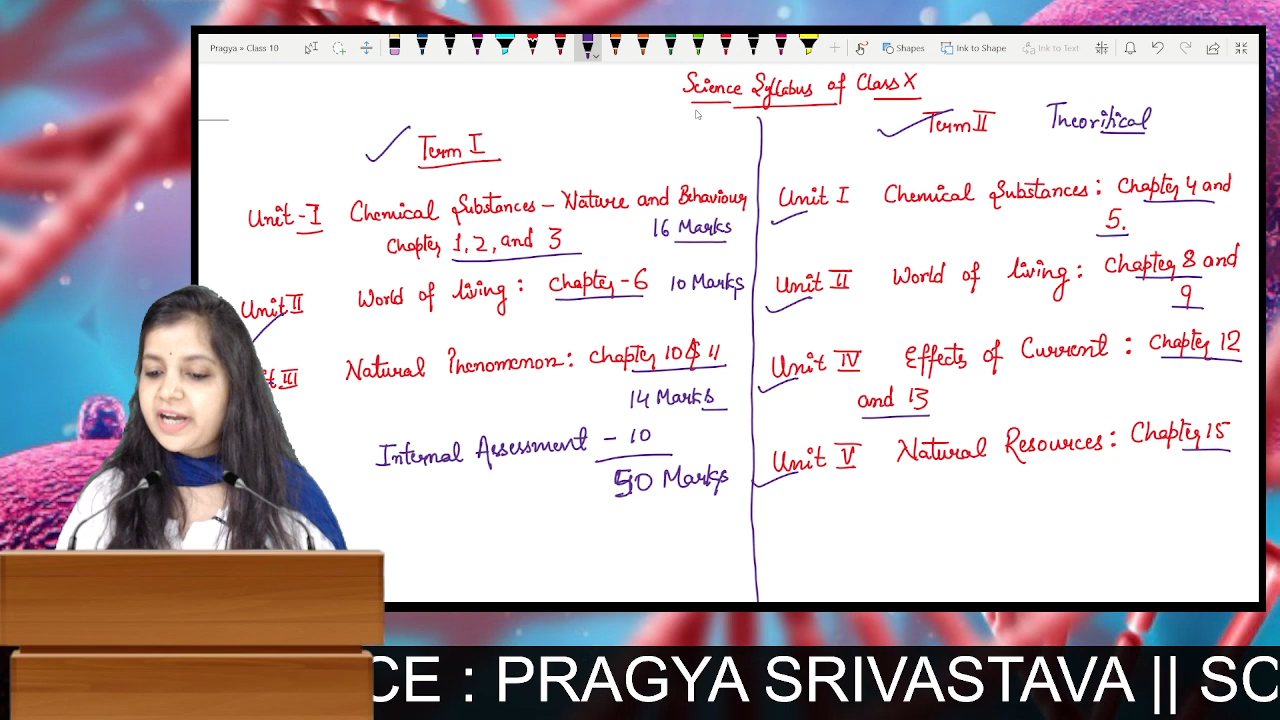 Pragya » Class 10
Shapes
Ink to Shape
Ink to Text
Science Syllabus of Class X
Term I
Unit-I Chemical Substances – Nature and Behaviour
Chapter 1, 2, and 3
16 Marks
Unit II World of living : chapter - 6 10 Marks
III Natural Phenomenon: chapter 10 & 11
14 Marks
Internal Assessment – 10
50 Marks
Term II Theoritical
Unit I Chemical Substances: Chapter 4 and
5.
Unit II World of living: Chapter 8 and
9
Unit IV Effects of Current : Chapter 12
and 13
Unit V Natural Resources: Chapter 15
CE : PRAGYA SRIVASTAVA || SC